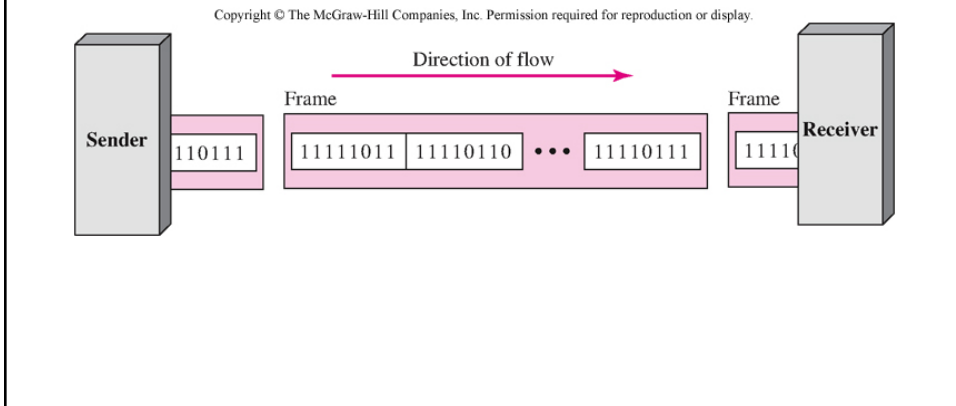 Copyright © The McGraw-Hill Companies, Inc. Permission required for reproduction or display.
Direction of flow
Frame
Frame
Sender
Receiver
110111
11111011 11110110 ••• 11110111
1111